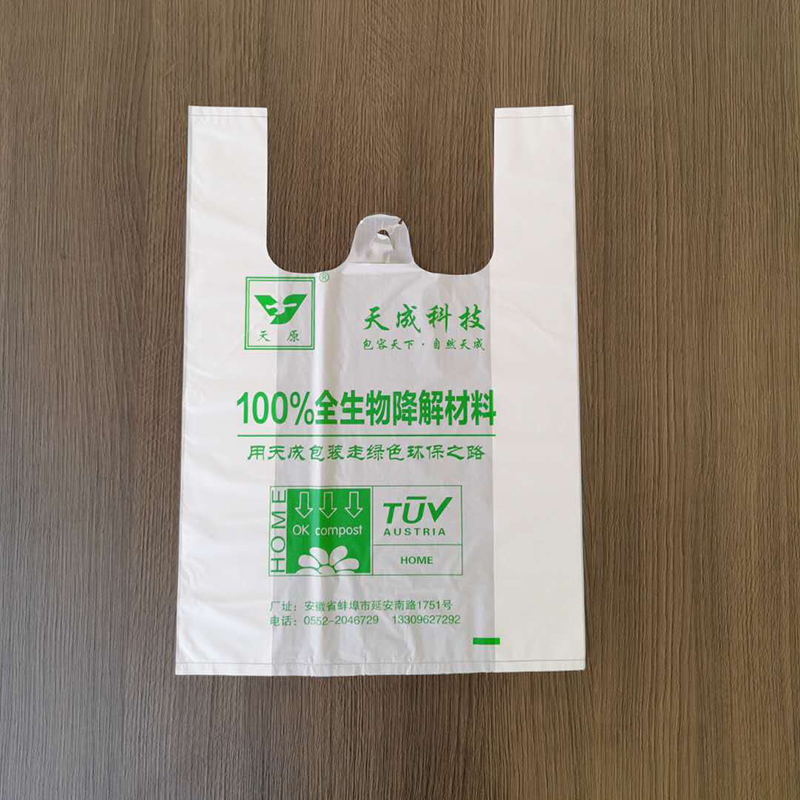 ®
天原
天成科技
包容天下·自然天成
100%全生物降解材料
用天成包装走绿色环保之路
HOME
OK compost
TÜV
AUSTRIA
HOME
厂址：安徽省蚌埠市延安南路1751号
电话：0552-2046729 13309627292